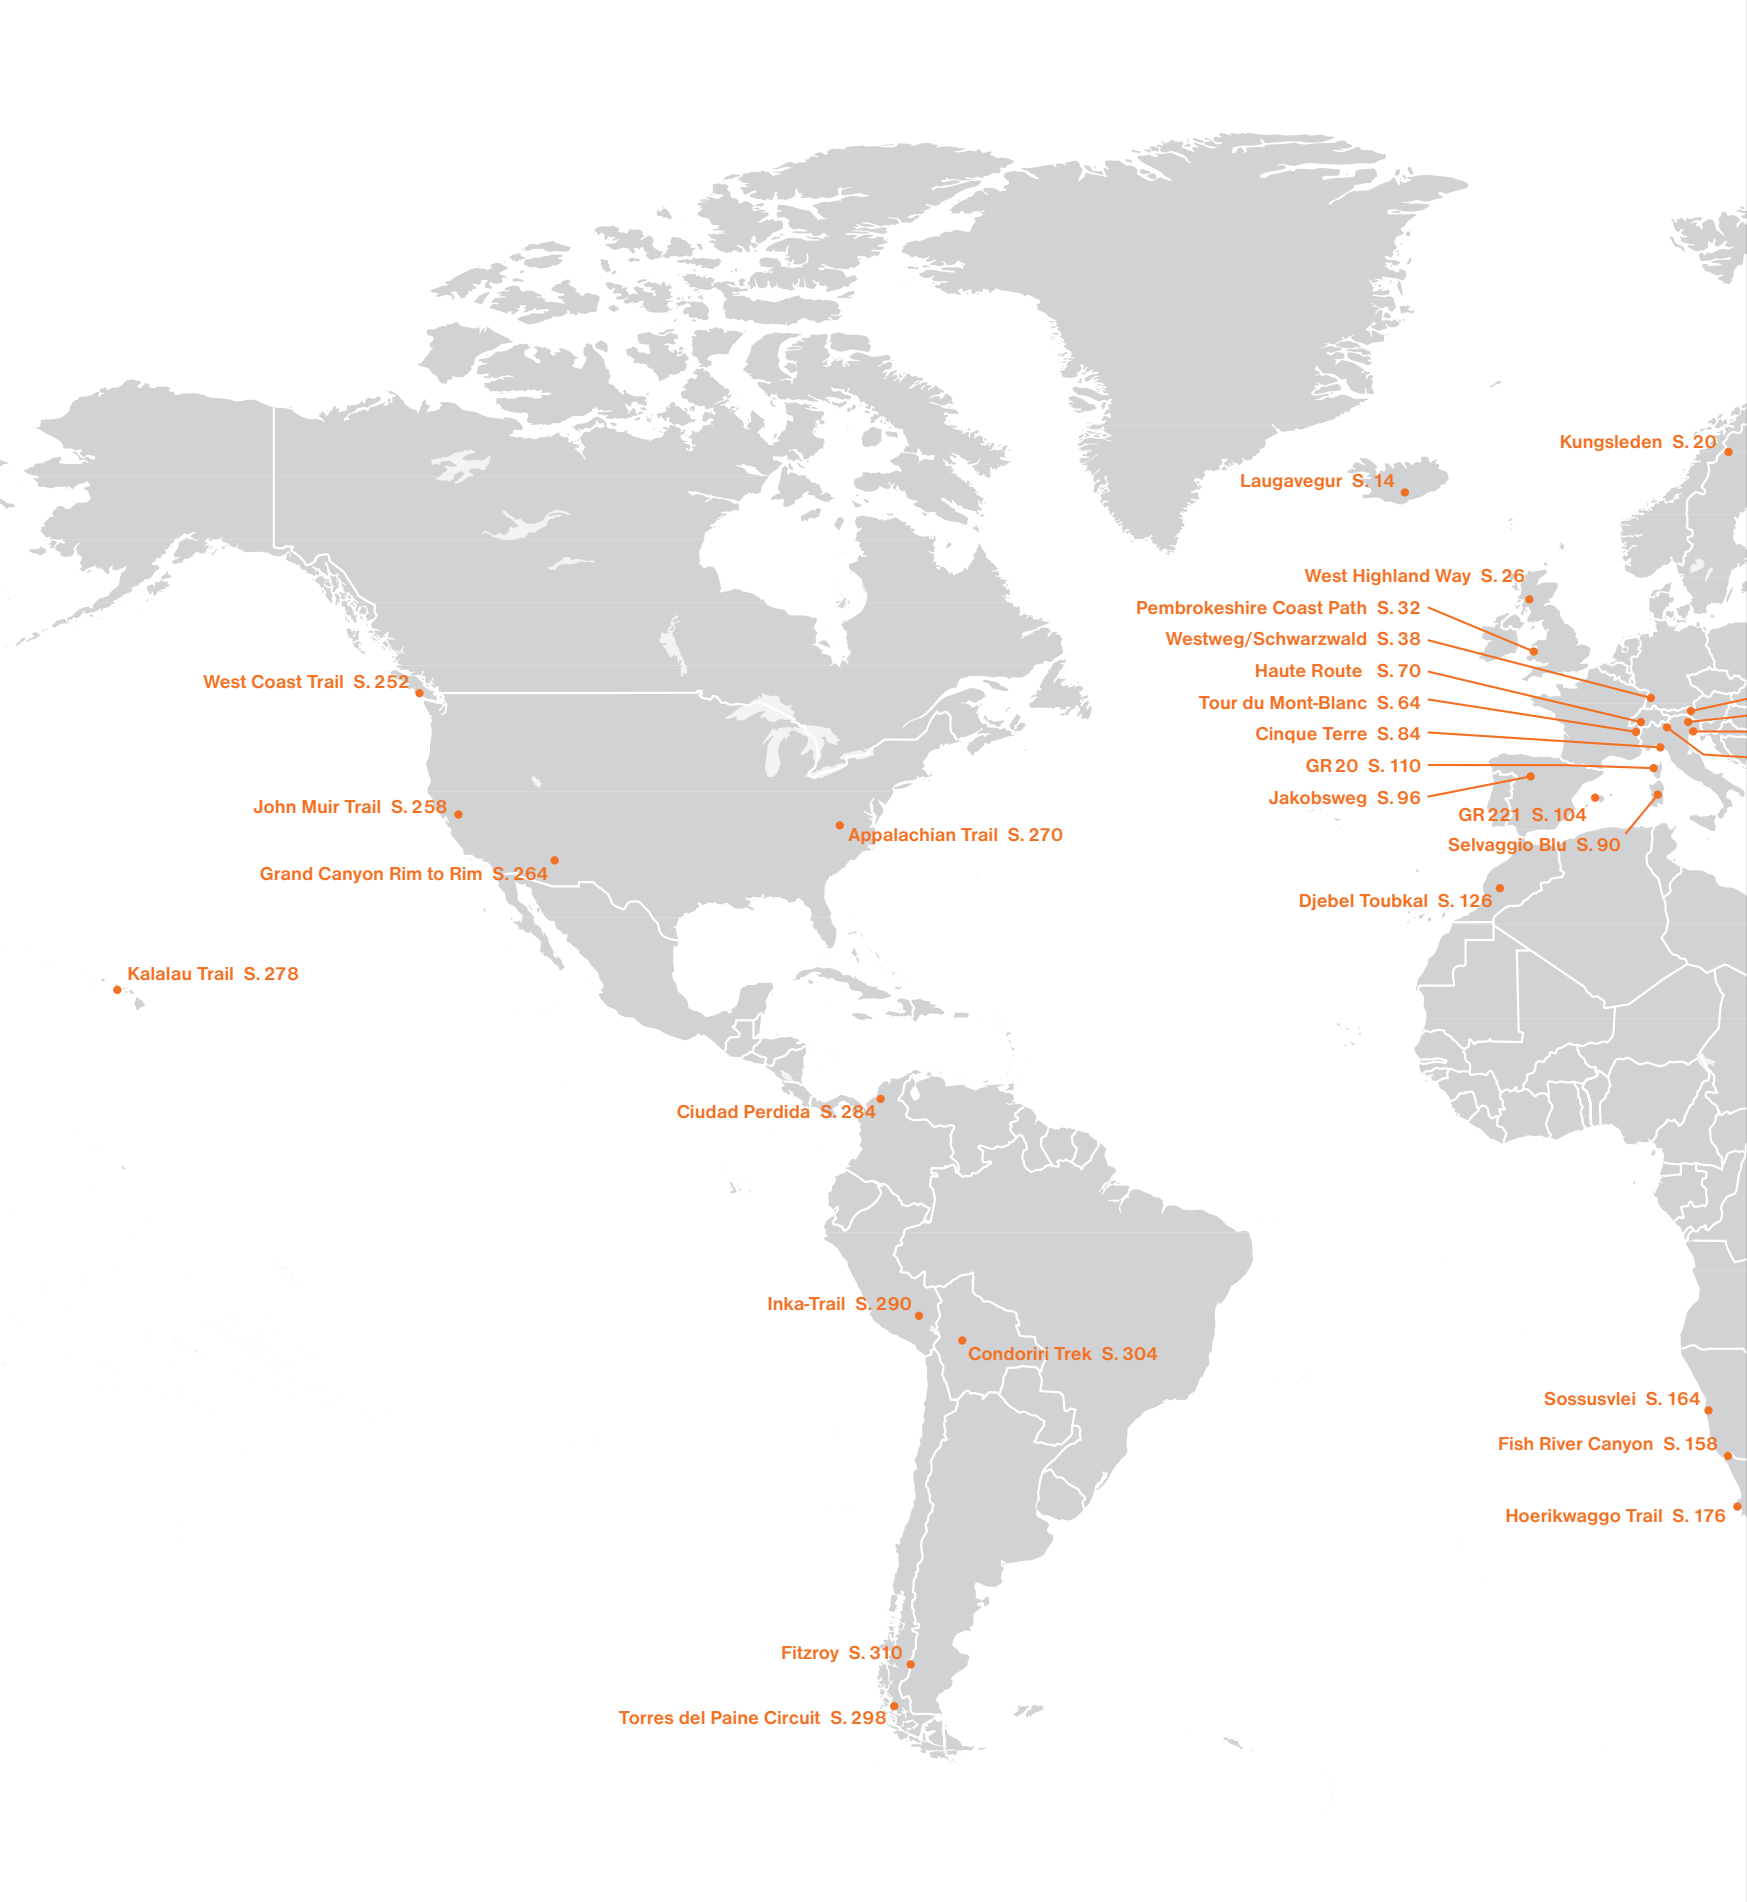 Kungsleden S. 20
Laugavegur S. 14
West Highland Way S. 26
Pembrokeshire Coast Path S. 32
Westweg/Schwarzwald S. 38
Haute Route S. 70
Tour du Mont-Blanc S. 64
Cinque Terre S. 84
GR 20 S. 110
Jakobsweg S. 96
GR 221 S. 104
Selvaggio Blu S. 90
Djebel Toubkal S. 126
West Coast Trail S. 252
John Muir Trail S. 258
Appalachian Trail S. 270
Grand Canyon Rim to Rim S. 264
Kalalau Trail S. 278
Ciudad Perdida S. 284
Inka-Trail S. 290
Condoriri Trek S. 304
Sossusvlei S. 164
Fish River Canyon S. 158
Hoerikwaggo Trail S. 176
Fitzroy S. 310
Torres del Paine Circuit S. 298